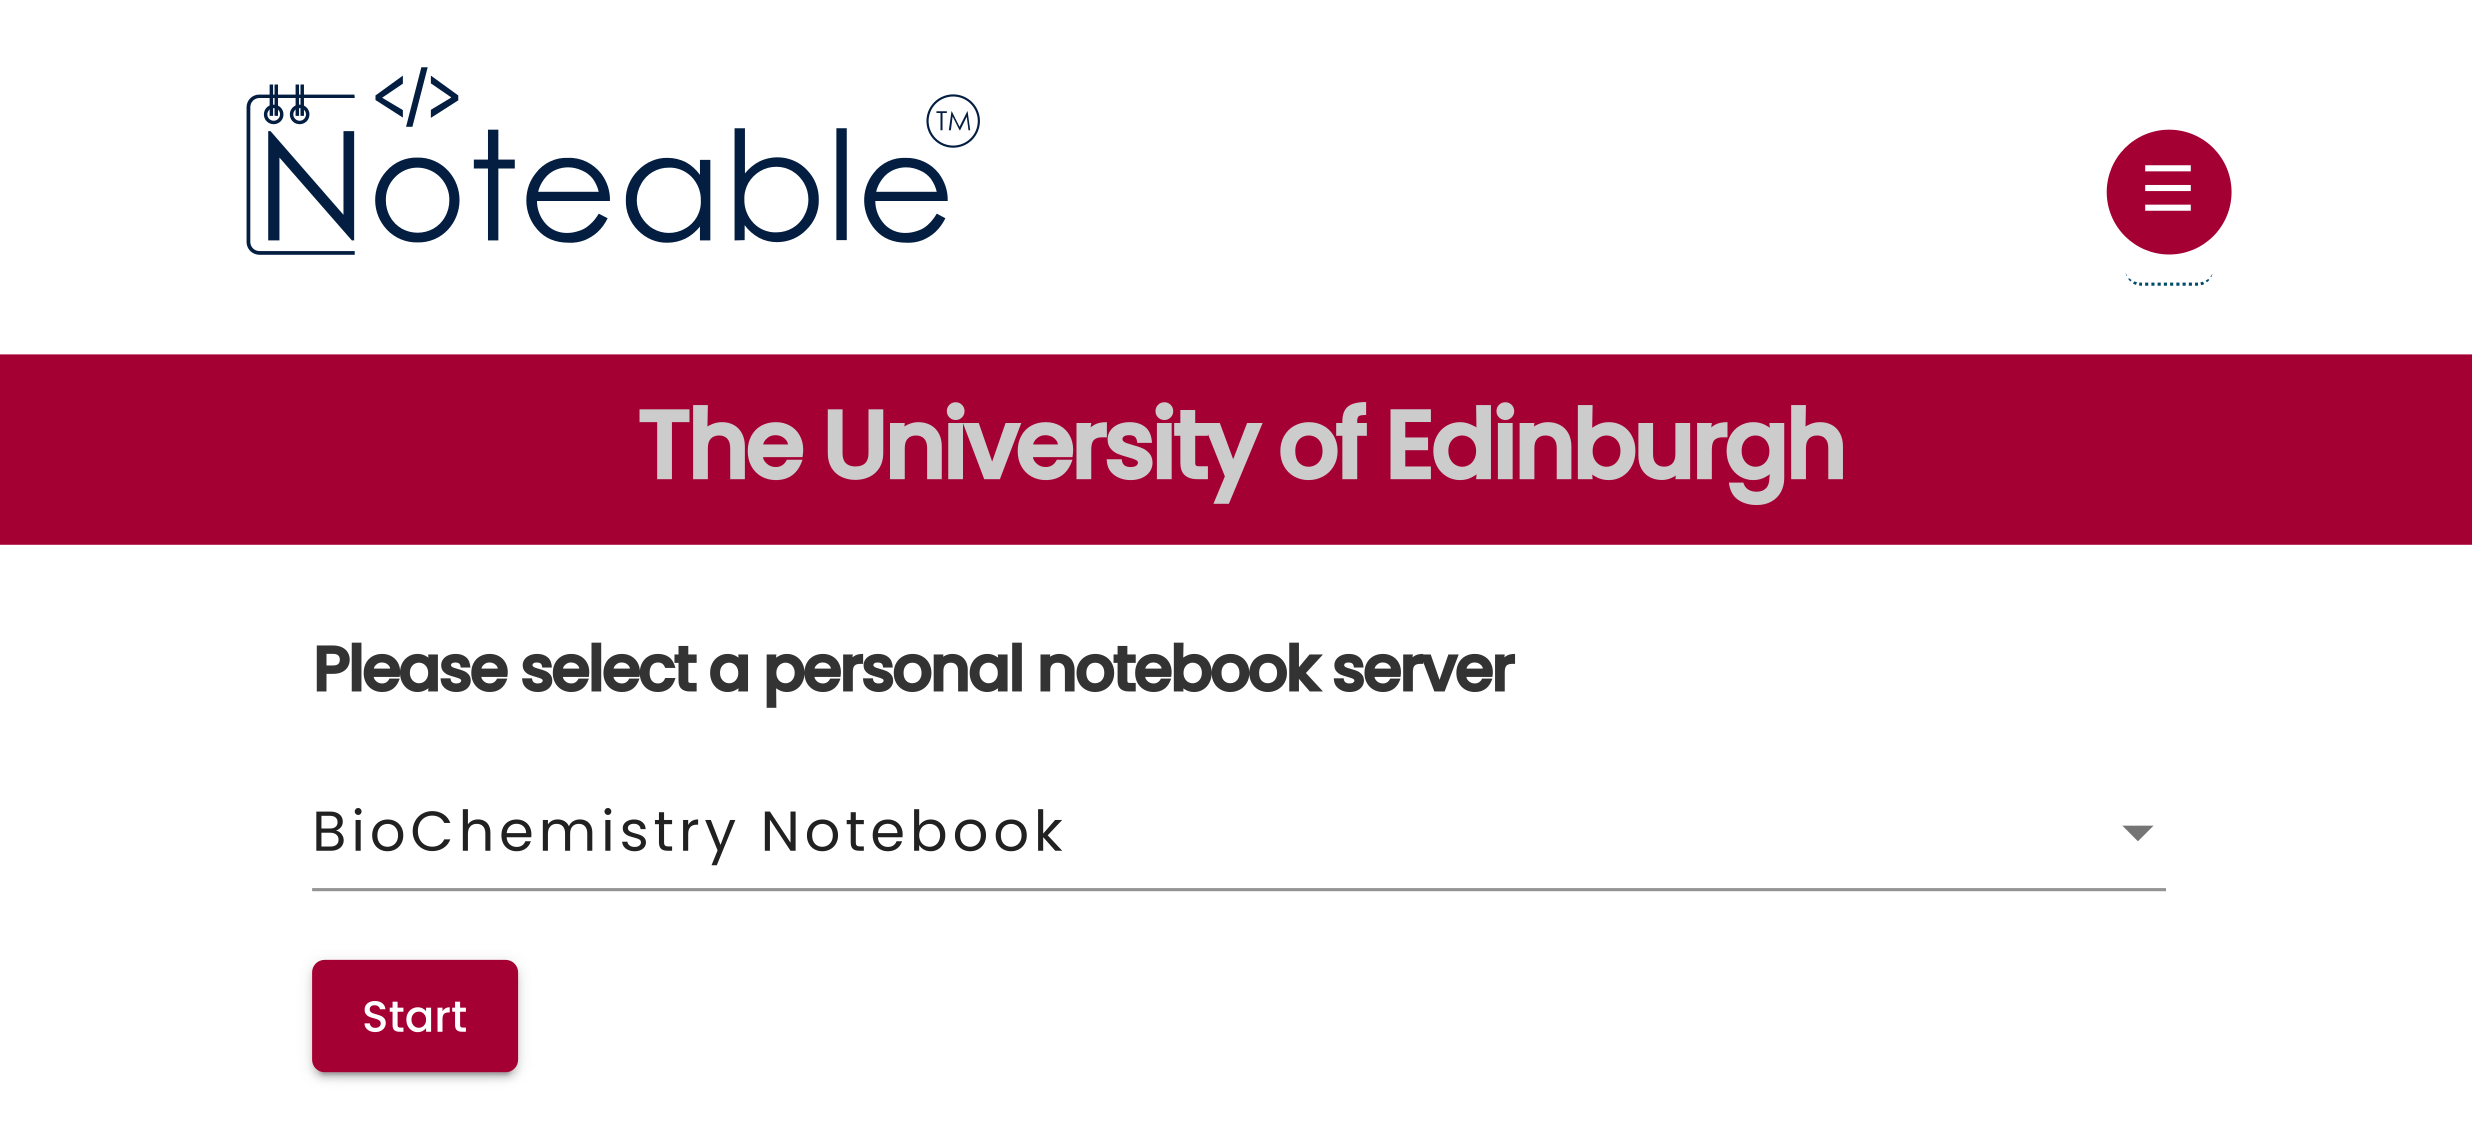 </>
Noteable TM
The University of Edinburgh
Please select a personal notebook server
BioChemistry Notebook
Start